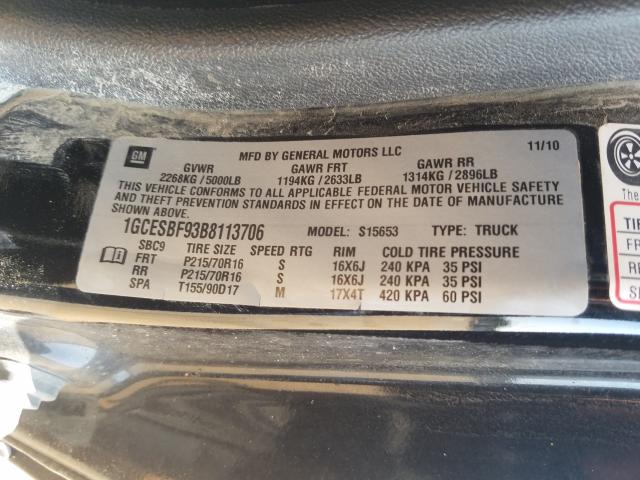 GM
MFD BY GENERAL MOTORS LLC 11/10
GVWR GAWR FRT GAWR RR
2268KG / 5000LB 1194KG / 2633LB 1314KG / 2896LB
THIS VEHICLE CONFORMS TO ALL APPLICABLE FEDERAL MOTOR VEHICLE SAFETY
AND THEFT PREVENTION STANDARDS IN EFFECT ON THE DATE OF MANUFACTURE
SHOWN ABOVE.
1GCESBF93B8113706 MODEL: S15653 TYPE: TRUCK
SBC9 TIRE SIZE SPEED RTG RIM COLD TIRE PRESSURE
FRT P215/70R16 S 16X6J 240 KPA 35 PSI
RR P215/70R16 S 16X6J 240 KPA 35 PSI
SPA T155/90D17 M 17X4T 420 KPA 60 PSI
The